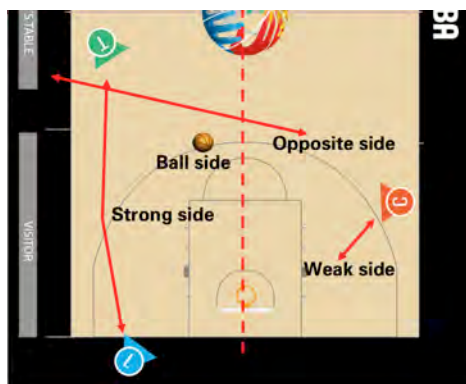 S TABLE
BA
T
Opposite side
Ball side
C
Strong side
VISITOR
Weak side
L